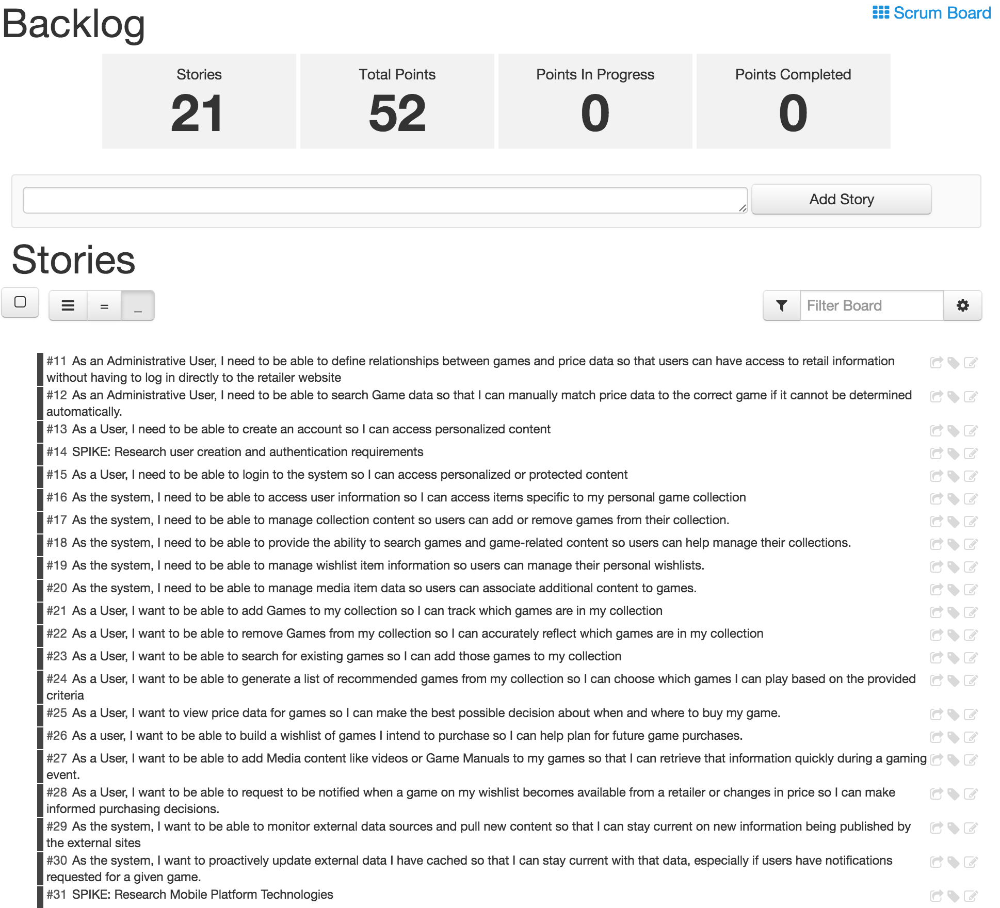 Backlog
Scrum Board
Stories
Total Points
Points In Progress
Points Completed
21
52
0
0
Add Story
Stories
=
_
Filter Board
#11 As an Administrative User, I need to be able to define relationships between games and price data so that users can have access to retail information
without having to log in directly to the retailer website
#12 As an Administrative User, I need to be able to search Game data so that I can manually match price data to the correct game if it cannot be determined
automatically.
#13 As a User, I need to be able to create an account so I can access personalized content
#14 SPIKE: Research user creation and authentication requirements
#15 As a User, I need to be able to login to the system so I can access personalized or protected content
#16 As the system, I need to be able to access user information so I can access items specific to my personal game collection
#17 As the system, I need to be able to manage collection content so users can add or remove games from their collection.
#18 As the system, I need to be able to provide the ability to search games and game-related content so users can help manage their collections.
#19 As the system, I need to be able to manage wishlist item information so users can manage their personal wishlists.
#20 As the system, I need to be able to manage media item data so users can associate additional content to games.
#21 As a User, I want to be able to add Games to my collection so I can track which games are in my collection
#22 As a User, I want to be able to remove Games from my collection so I can accurately reflect which games are in my collection
#23 As a User, I want to be able to search for existing games so I can add those games to my collection
#24 As a User, I want to be able to generate a list of recommended games from my collection so I can choose which games I can play based on the provided
criteria
#25 As a User, I want to view price data for games so I can make the best possible decision about when and where to buy my game.
#26 As a user, I want to be able to build a wishlist of games I intend to purchase so I can help plan for future game purchases.
#27 As a User, I want to be able to add Media content like videos or Game Manuals to my games so that I can retrieve that information quickly during a gaming
event.
#28 As a User, I want to be able to request to be notified when a game on my wishlist becomes available from a retailer or changes in price so I can make
informed purchasing decisions.
#29 As the system, I want to be able to monitor external data sources and pull new content so that I can stay current on new information being published by
the external sites
#30 As the system, I want to proactively update external data I have cached so that I can stay current with that data, especially if users have notifications
requested for a given game.
#31 SPIKE: Research Mobile Platform Technologies